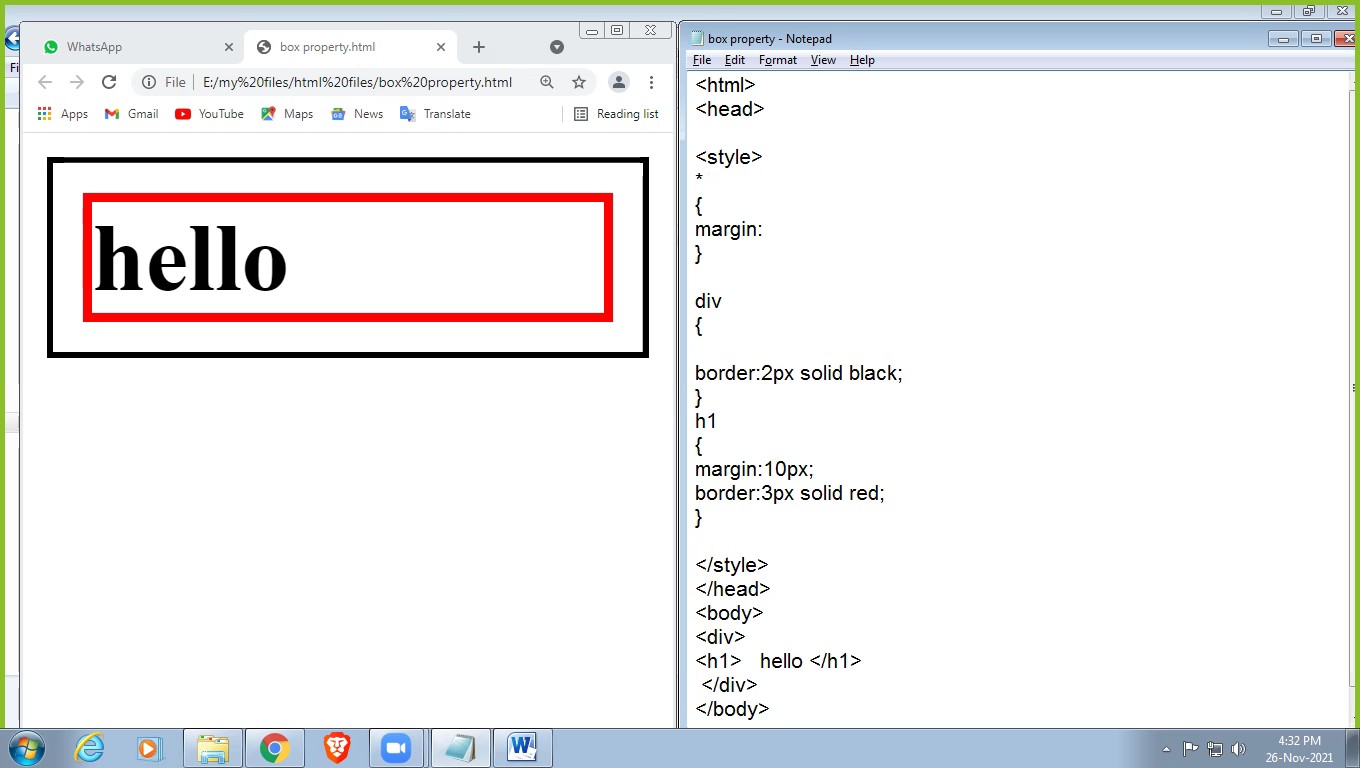 WhatsApp
box property.html
File
E:/my%20files/html%20files/box%20property.html
Apps
Gmail
YouTube
Maps
News
Translate
Reading list
hello
box property - Notepad
File Edit Format View Help
<html>
<head>
<style>
*
{
margin:
}
div
{
border:2px solid black;
}
h1
{
margin:10px;
border:3px solid red;
}
</style>
</head>
<body>
<div>
<h1>   hello </h1>
</div>
</body>
4:32 PM
26-Nov-2021